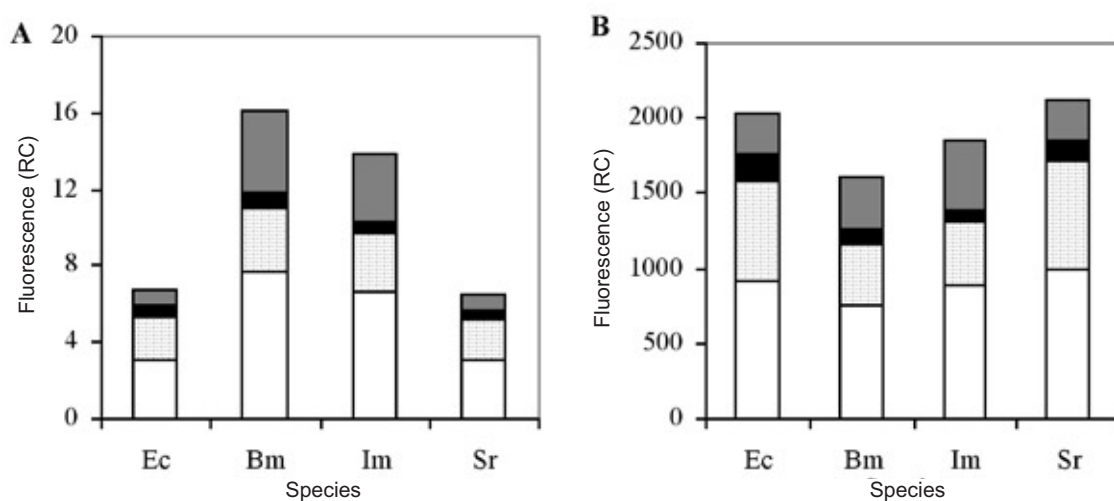 A
20
16
12
8
4
0
Fluorescence (RC)
Ec Bm Im Sr
Species
B
2500
2000
1500
1000
500
0
Fluorescence (RC)
Ec Bm Im Sr
Species